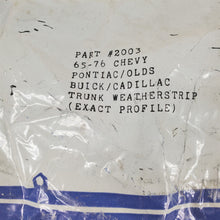 PART #2003
65-76 CHEVY
PONTIAC/OLDS
BUICK/CADILLAC
TRUNK WEATHERSTRIP
(EXACT PROFILE)